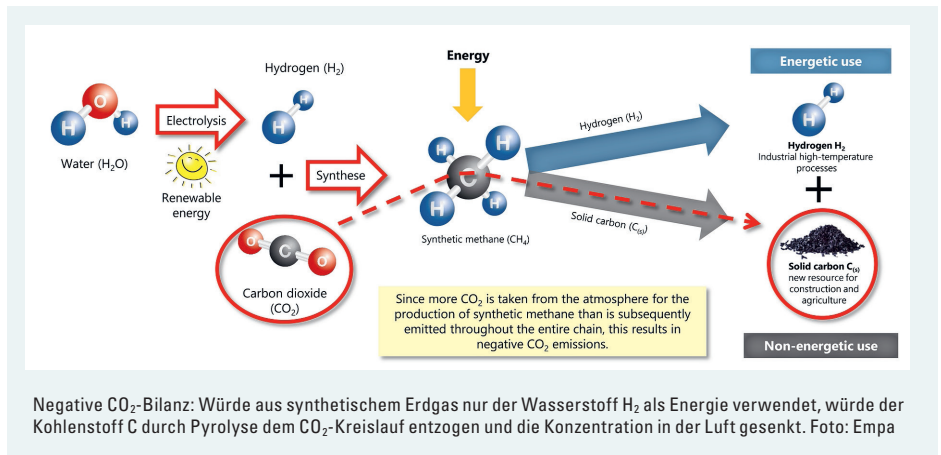 Energy
Energetic use
Hydrogen (H₂)
O
H
H
Electrolysis
H
H
Hydrogen (H₂)
H
H
Water (H₂O)
Hydrogen H₂
Industrial high-temperature
processes
Renewable
energy
+
Synthese
H
H
C
H
H
+
Synthetic methane (CH₄)
Solid carbon (C₍s₎)
O
C
O
Carbon dioxide
(CO₂)
Solid carbon C₍s₎
new resource for
construction and
agriculture
Since more CO₂ is taken from the atmosphere for the
production of synthetic methane than is subsequently
emitted throughout the entire chain, this results in
negative CO₂ emissions.
Non-energetic use
Negative CO₂-Bilanz: Würde aus synthetischem Erdgas nur der Wasserstoff H₂ als Energie verwendet, würde der
Kohlenstoff C durch Pyrolyse dem CO₂-Kreislauf entzogen und die Konzentration in der Luft gesenkt. Foto: Empa